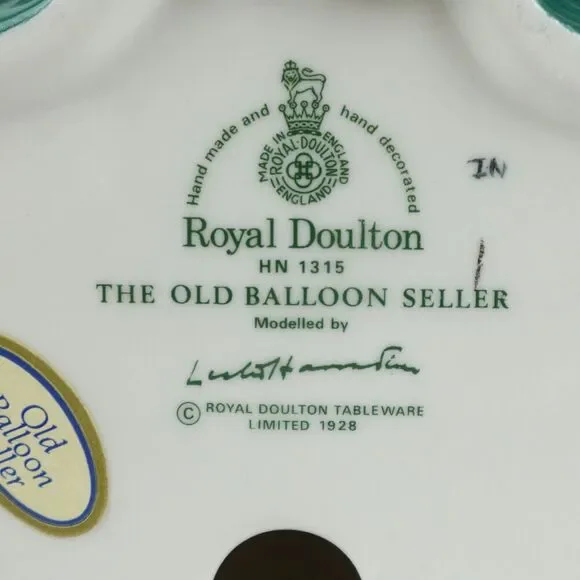 Hand made and hand decorated
MADE IN ENGLAND
ROYAL·DOULTON
ENGLAND
Royal Doulton
HN 1315
THE OLD BALLOON SELLER
Modelled by
© ROYAL DOULTON TABLEWARE
LIMITED 1928
IN
Old
Balloon
ller